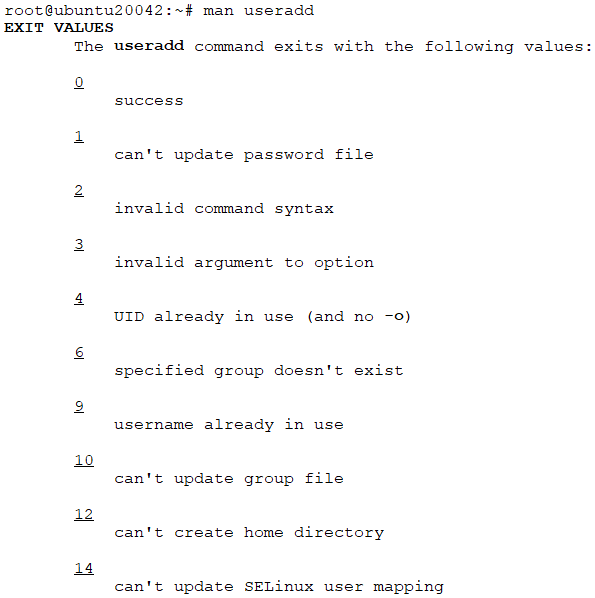 root@ubuntu20042:~# man useradd
EXIT VALUES
The useradd command exits with the following values:
0
success
1
can't update password file
2
invalid command syntax
3
invalid argument to option
4
UID already in use (and no -o)
6
specified group doesn't exist
9
username already in use
10
can't update group file
12
can't create home directory
14
can't update SELinux user mapping